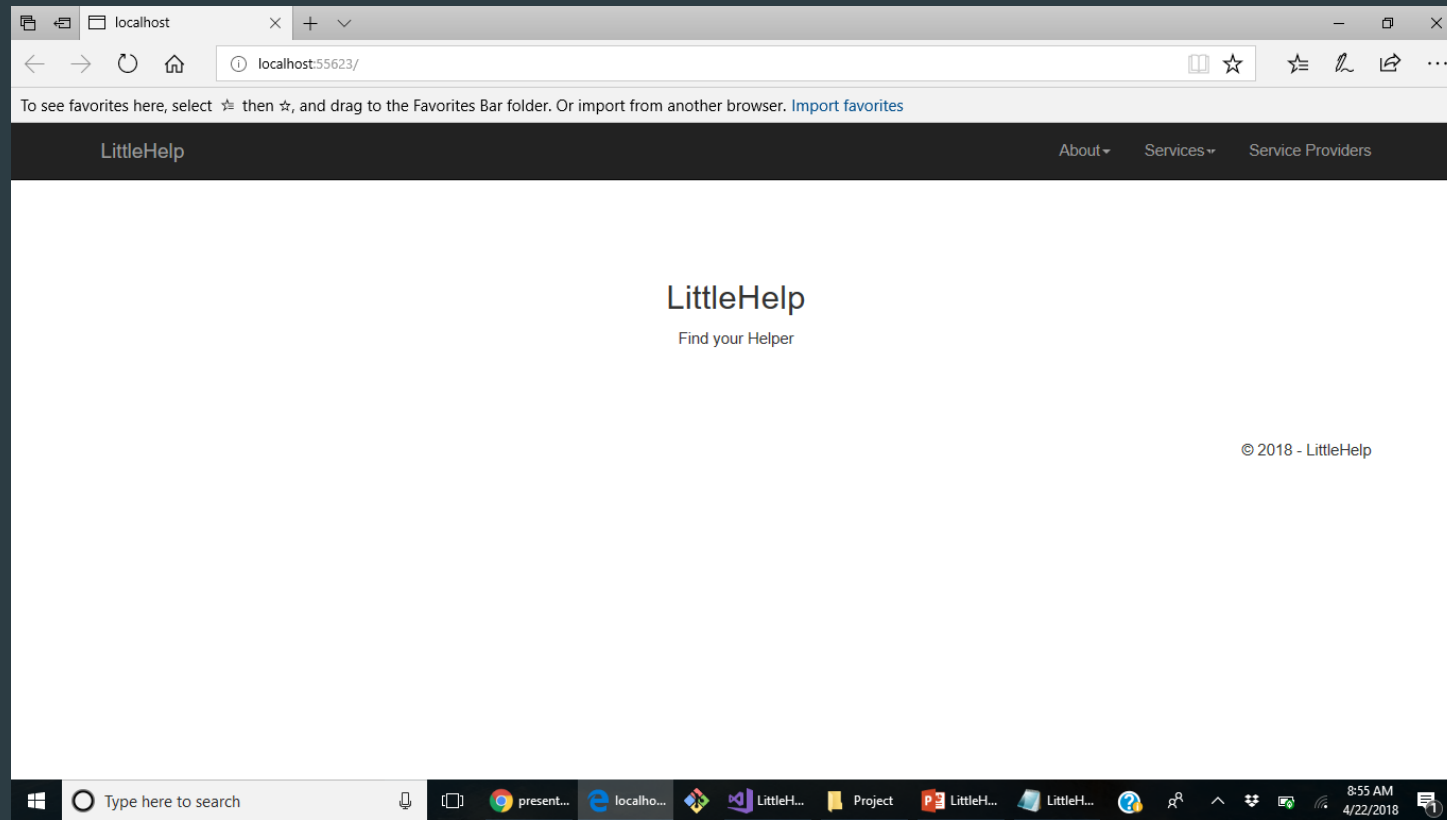 localhost
localhost:55623/
To see favorites here, select then, and drag to the Favorites Bar folder. Or import from another browser. Import favorites
LittleHelp About Services Service Providers
LittleHelp
Find your Helper
© 2018 - LittleHelp
Type here to search present... localho... LittleH... Project LittleH... LittleH... 8:55 AM
4/22/2018 1